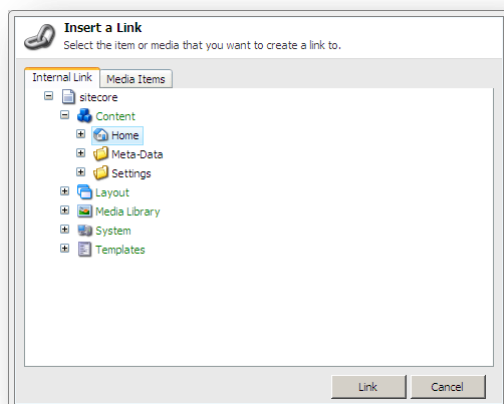 Insert a Link
Select the item or media that you want to create a link to.
Internal Link Media Items
sitecore
Content
Home
Meta-Data
Settings
Layout
Media Library
System
Templates
Link Cancel